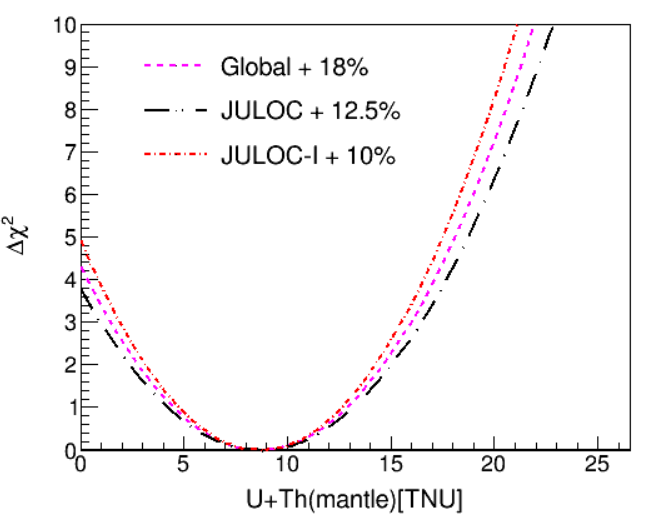 10
9
8
7
6
5
4
3
2
1
0
Δχ²
Global + 18%
JULOC + 12.5%
JULOC-I + 10%
0 5 10 15 20 25
U+Th(mantle)[TNU]